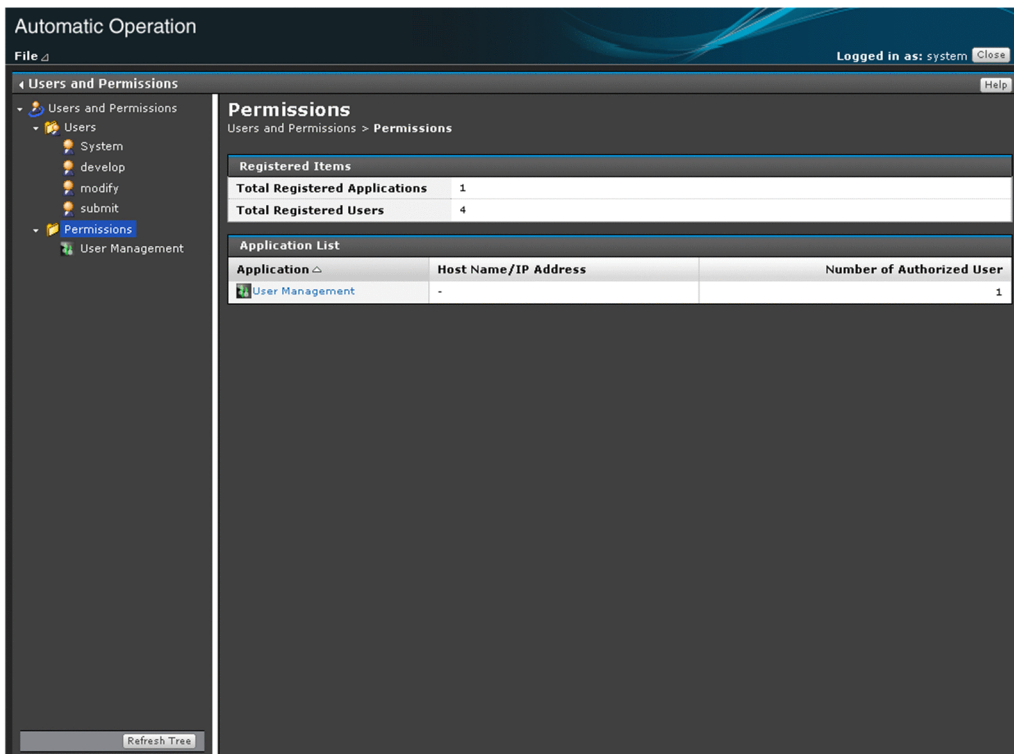 Automatic Operation
File
Logged in as: system Close
Users and Permissions
Help
Users and Permissions
Users
System
develop
modify
submit
Permissions
User Management
Refresh Tree
Permissions
Users and Permissions > Permissions
Registered Items
Total Registered Applications 1
Total Registered Users 4
Application List
Application Host Name/IP Address Number of Authorized User
User Management - 1